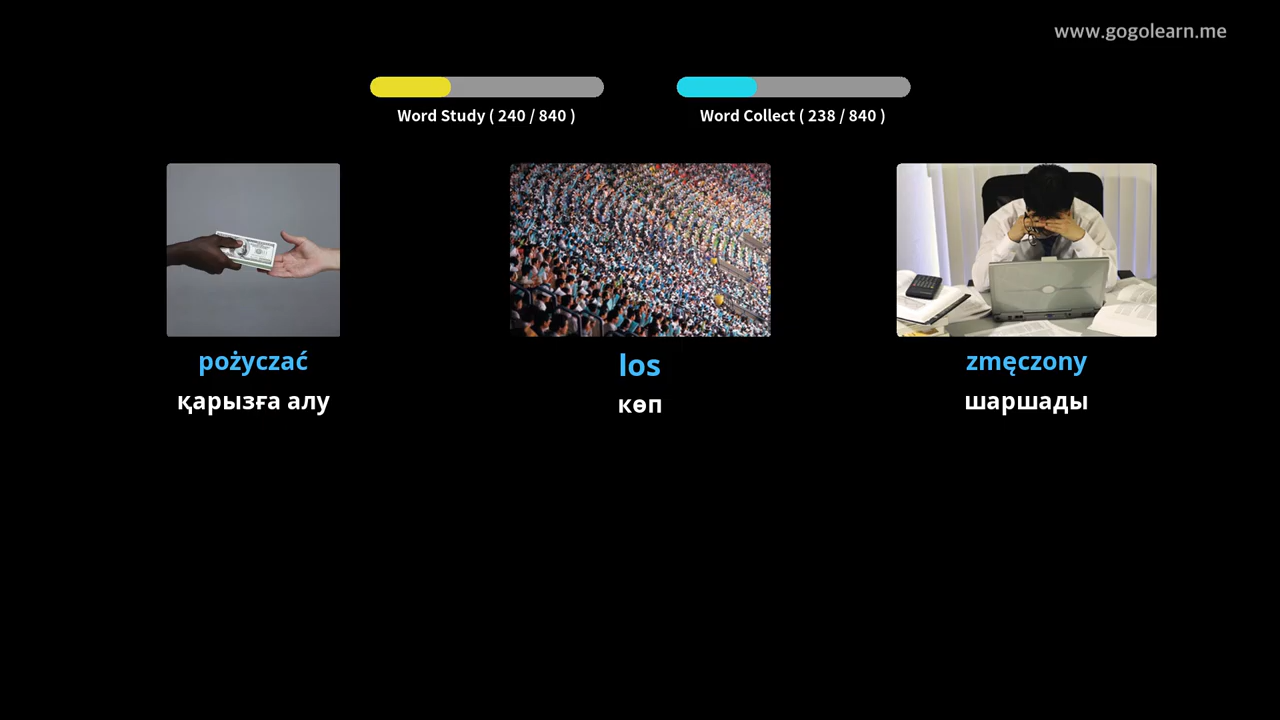 www.gogolearn.me
Word Study ( 240 / 840 )
Word Collect ( 238 / 840 )
pożyczać
los
zmęczony
қарызға алу
көп
шаршады